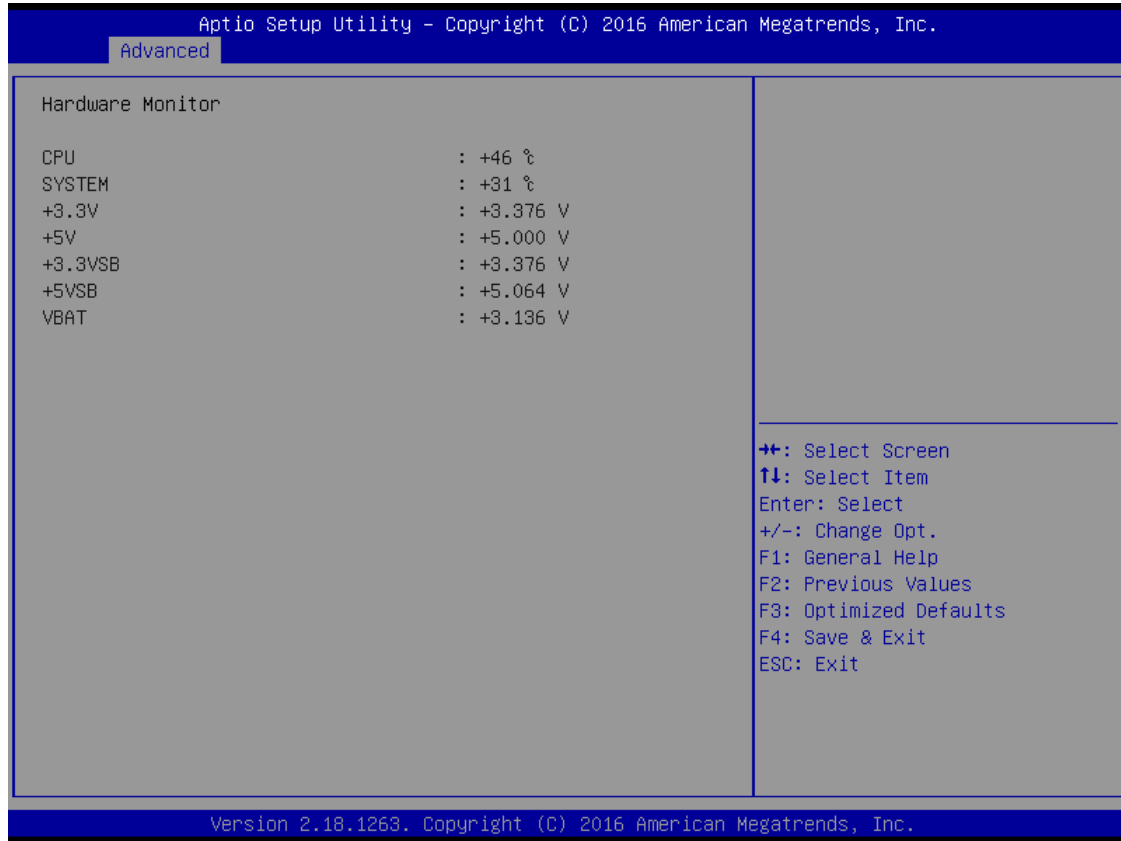 Aptio Setup Utility – Copyright (C) 2016 American Megatrends, Inc.
Advanced
Hardware Monitor
CPU : +46 ℃
SYSTEM : +31 ℃
+3.3V : +3.376 V
+5V : +5.000 V
+3.3VSB : +3.376 V
+5VSB : +5.064 V
VBAT : +3.136 V
→←: Select Screen
↑↓: Select Item
Enter: Select
+/-: Change Opt.
F1: General Help
F2: Previous Values
F3: Optimized Defaults
F4: Save & Exit
ESC: Exit
Version 2.18.1263. Copyright (C) 2016 American Megatrends, Inc.